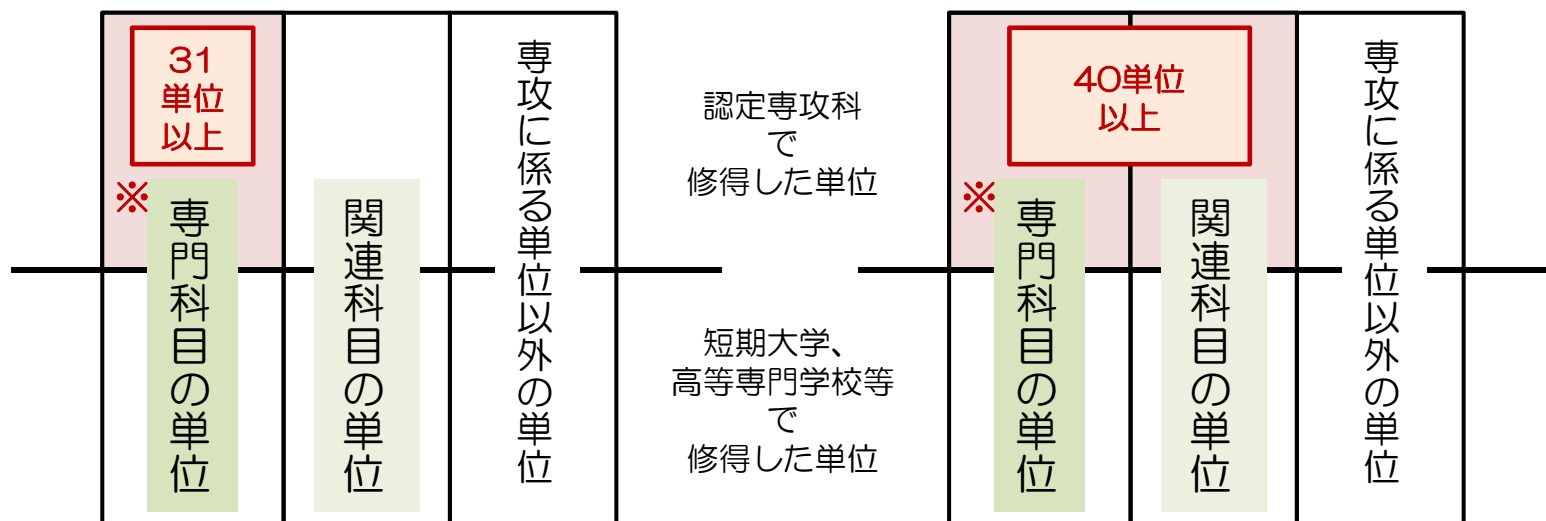 31
単位
以上
※
専門科目の単位
関連科目の単位
専攻に係る単位以外の単位
認定専攻科
で
修得した単位
短期大学、
高等専門学校等
で
修得した単位
40単位
以上
※
専門科目の単位
関連科目の単位
専攻に係る単位以外の単位